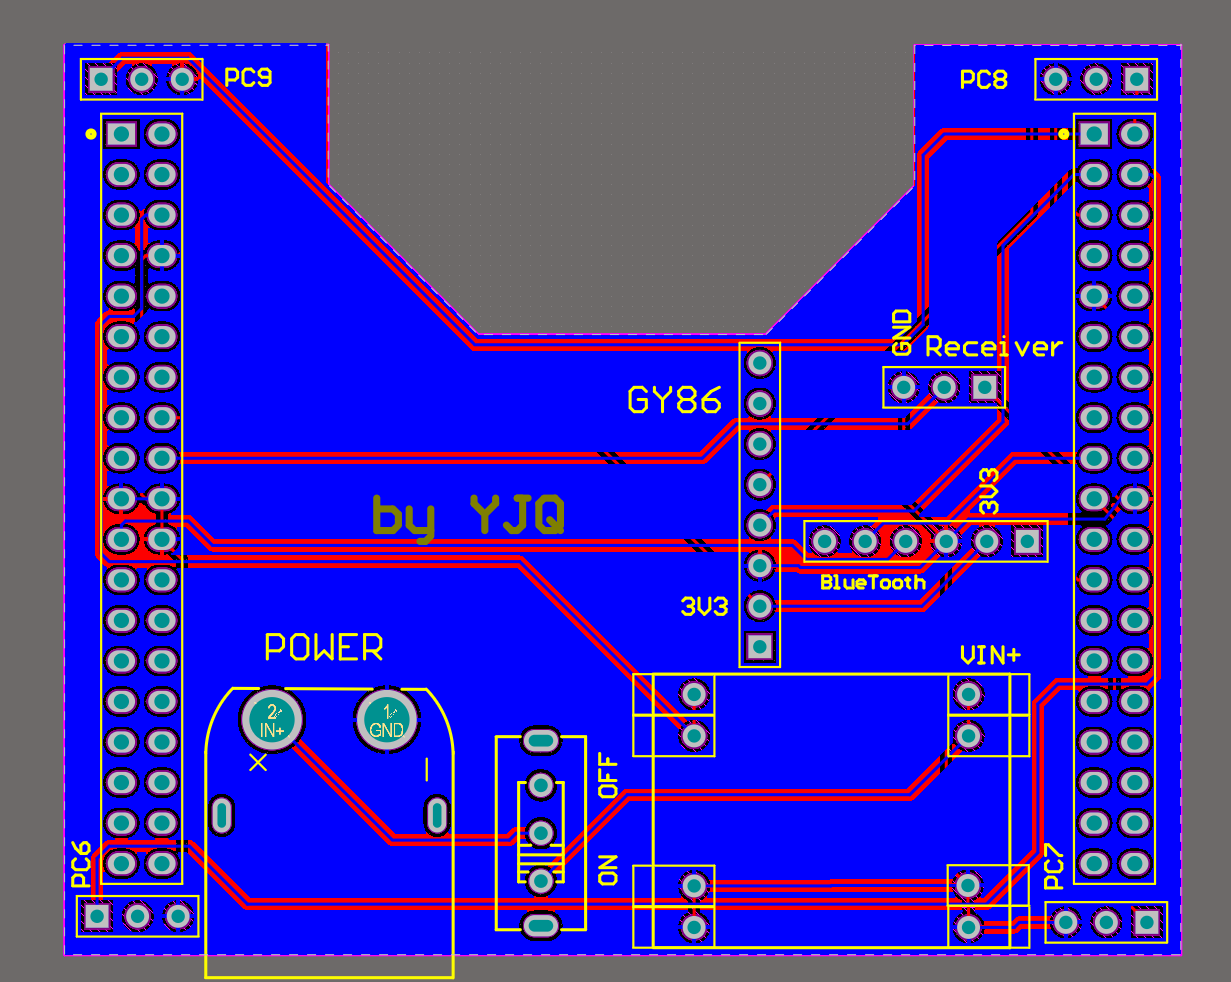 PC9
PC8
GND
Receiver
GY86
3V3
by YJQ
BlueTooth
3V3
POWER
VIN+
2
IN+
1
GND
OFF
ON
PC6
PC7